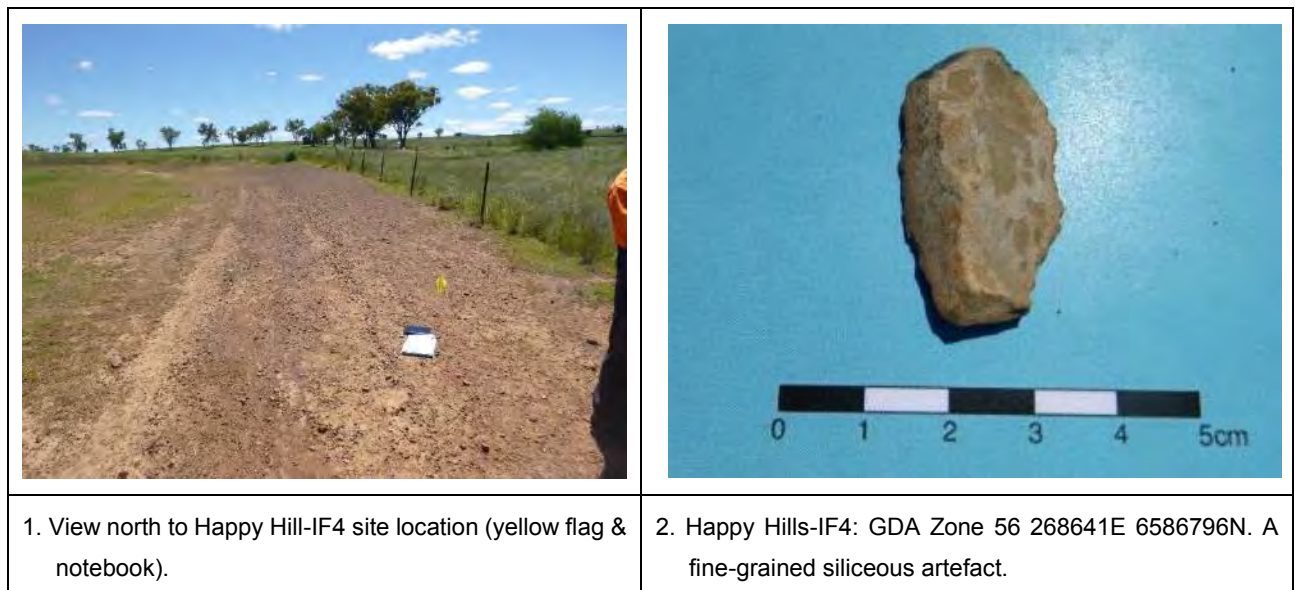 0 1 2 3 4 5cm
1. View north to Happy Hill-IF4 site location (yellow flag &
notebook).
2. Happy Hills-IF4: GDA Zone 56 268641E 6586796N. A
fine-grained siliceous artefact.